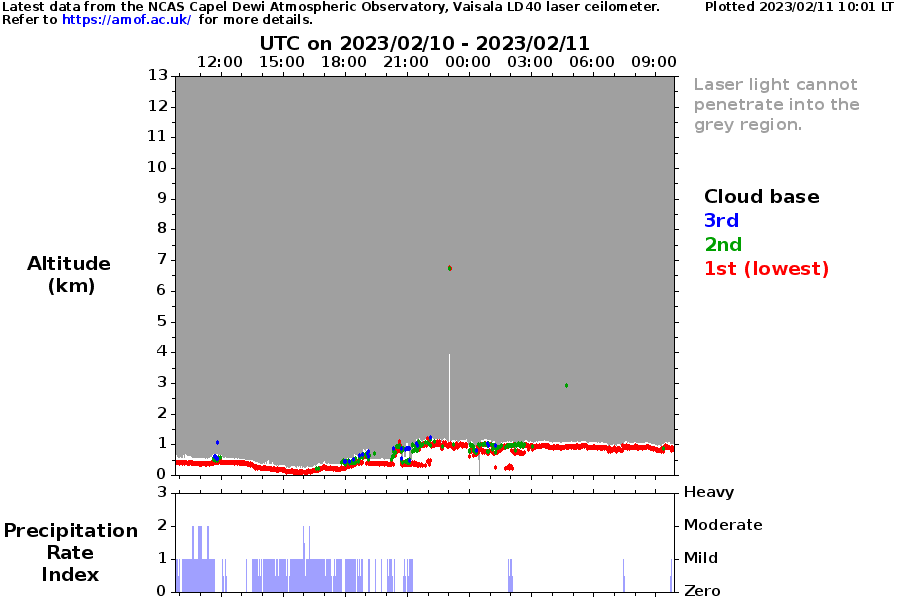 Latest data from the NCAS Capel Dewi Atmospheric Observatory, Vaisala LD40 laser ceilometer. Plotted 2023/02/11 10:01 LT
Refer to https://amof.ac.uk/ for more details.
UTC on 2023/02/10 - 2023/02/11
12:00 15:00 18:00 21:00 00:00 03:00 06:00 09:00
13
12
11
10
9
8
7
6
5
4
3
2
1
0
Altitude
(km)
Laser light cannot
penetrate into the
grey region.
Cloud base
3rd
2nd
1st (lowest)
3 Heavy
2 Moderate
1 Mild
0 Zero
Precipitation
Rate
Index